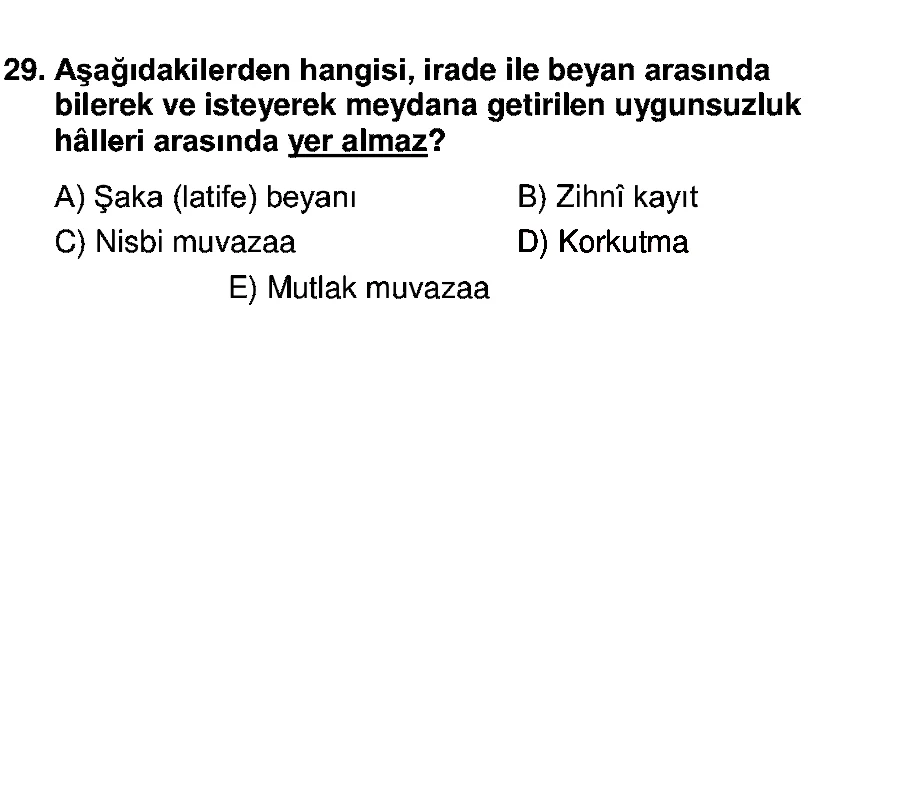 29. Aşağıdakilerden hangisi, irade ile beyan arasında
bilerek ve isteyerek meydana getirilen uygunsuzluk
hâlleri arasında yer almaz?
A) Şaka (latife) beyanı B) Zihnî kayıt
C) Nisbi muvazaa D) Korkutma
E) Mutlak muvazaa